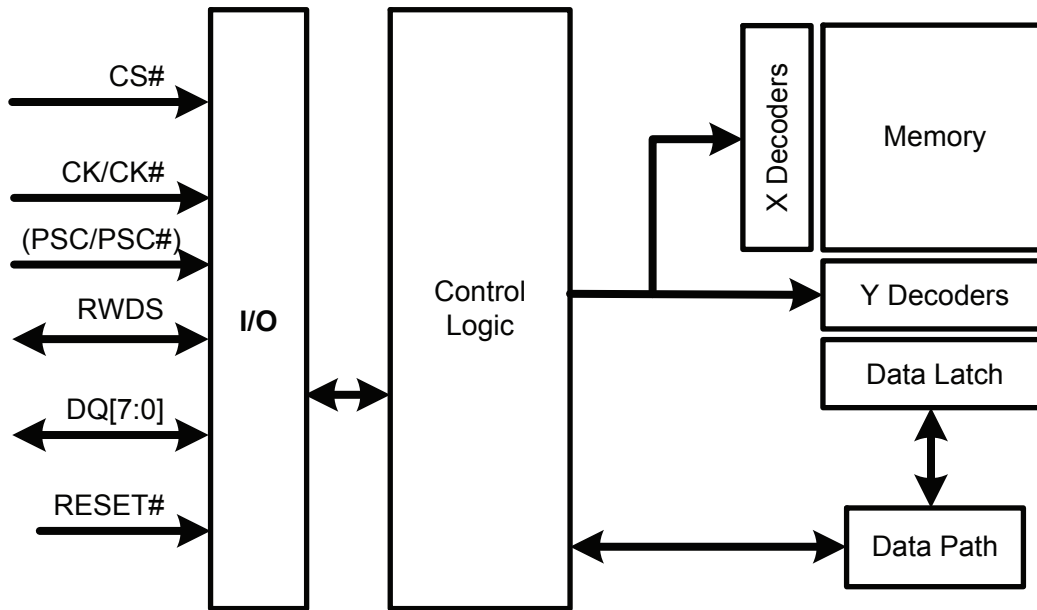 CS#
CK/CK#
(PSC/PSC#)
RWDS
DQ[7:0]
RESET#
I/O
Control
Logic
X Decoders
Memory
Y Decoders
Data Latch
Data Path